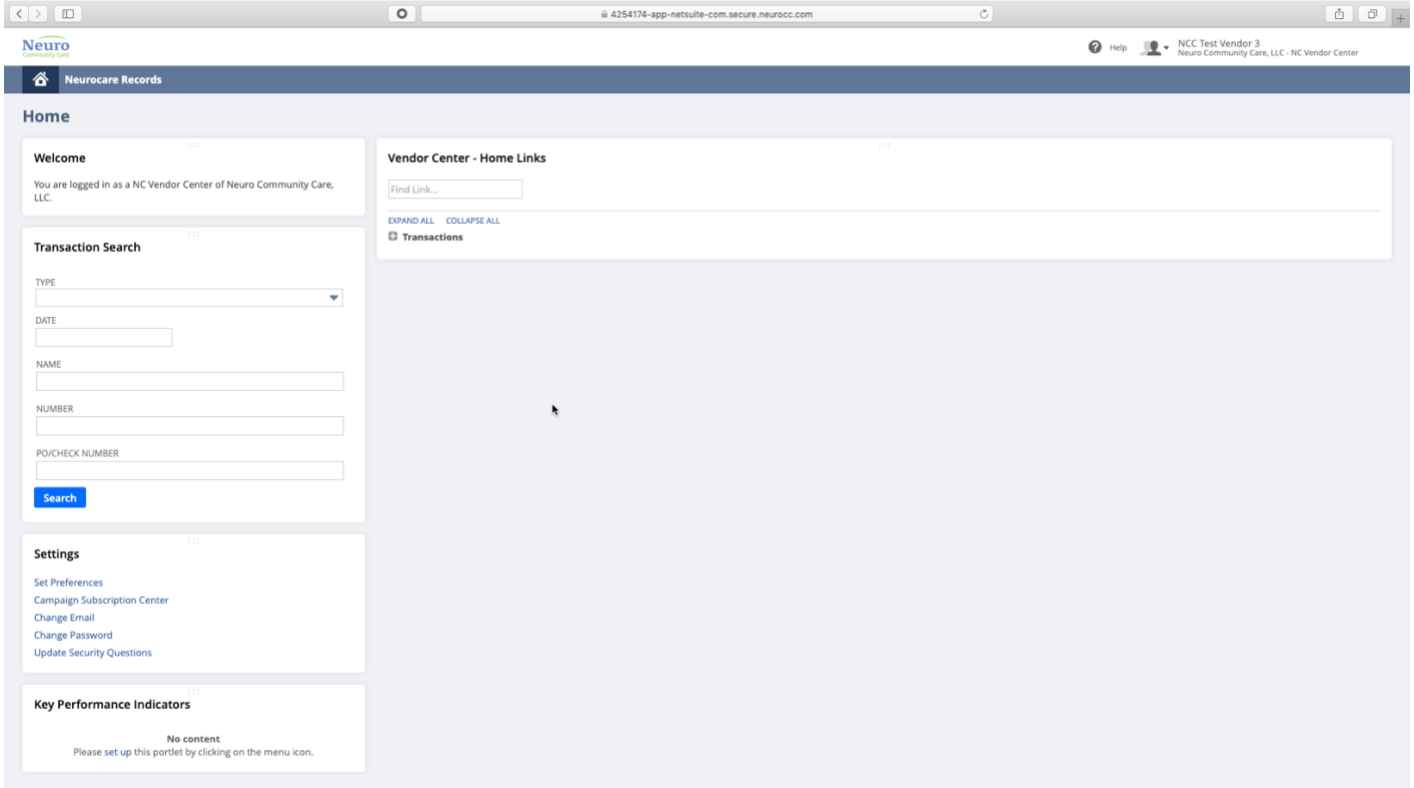 4254174-app-netsuite-com.secure.neurocc.com
Neuro
Community Care
Help
NCC Test Vendor 3
Neuro Community Care, LLC - NC Vendor Center
Neurocare Records
Home
Welcome
You are logged in as a NC Vendor Center of Neuro Community Care,
LLC.
Transaction Search
TYPE
DATE
NAME
NUMBER
PO/CHECK NUMBER
Search
Settings
Set Preferences
Campaign Subscription Center
Change Email
Change Password
Update Security Questions
Key Performance Indicators
No content
Please set up this portlet by clicking on the menu icon.
Vendor Center - Home Links
Find Link...
EXPAND ALL COLLAPSE ALL
Transactions